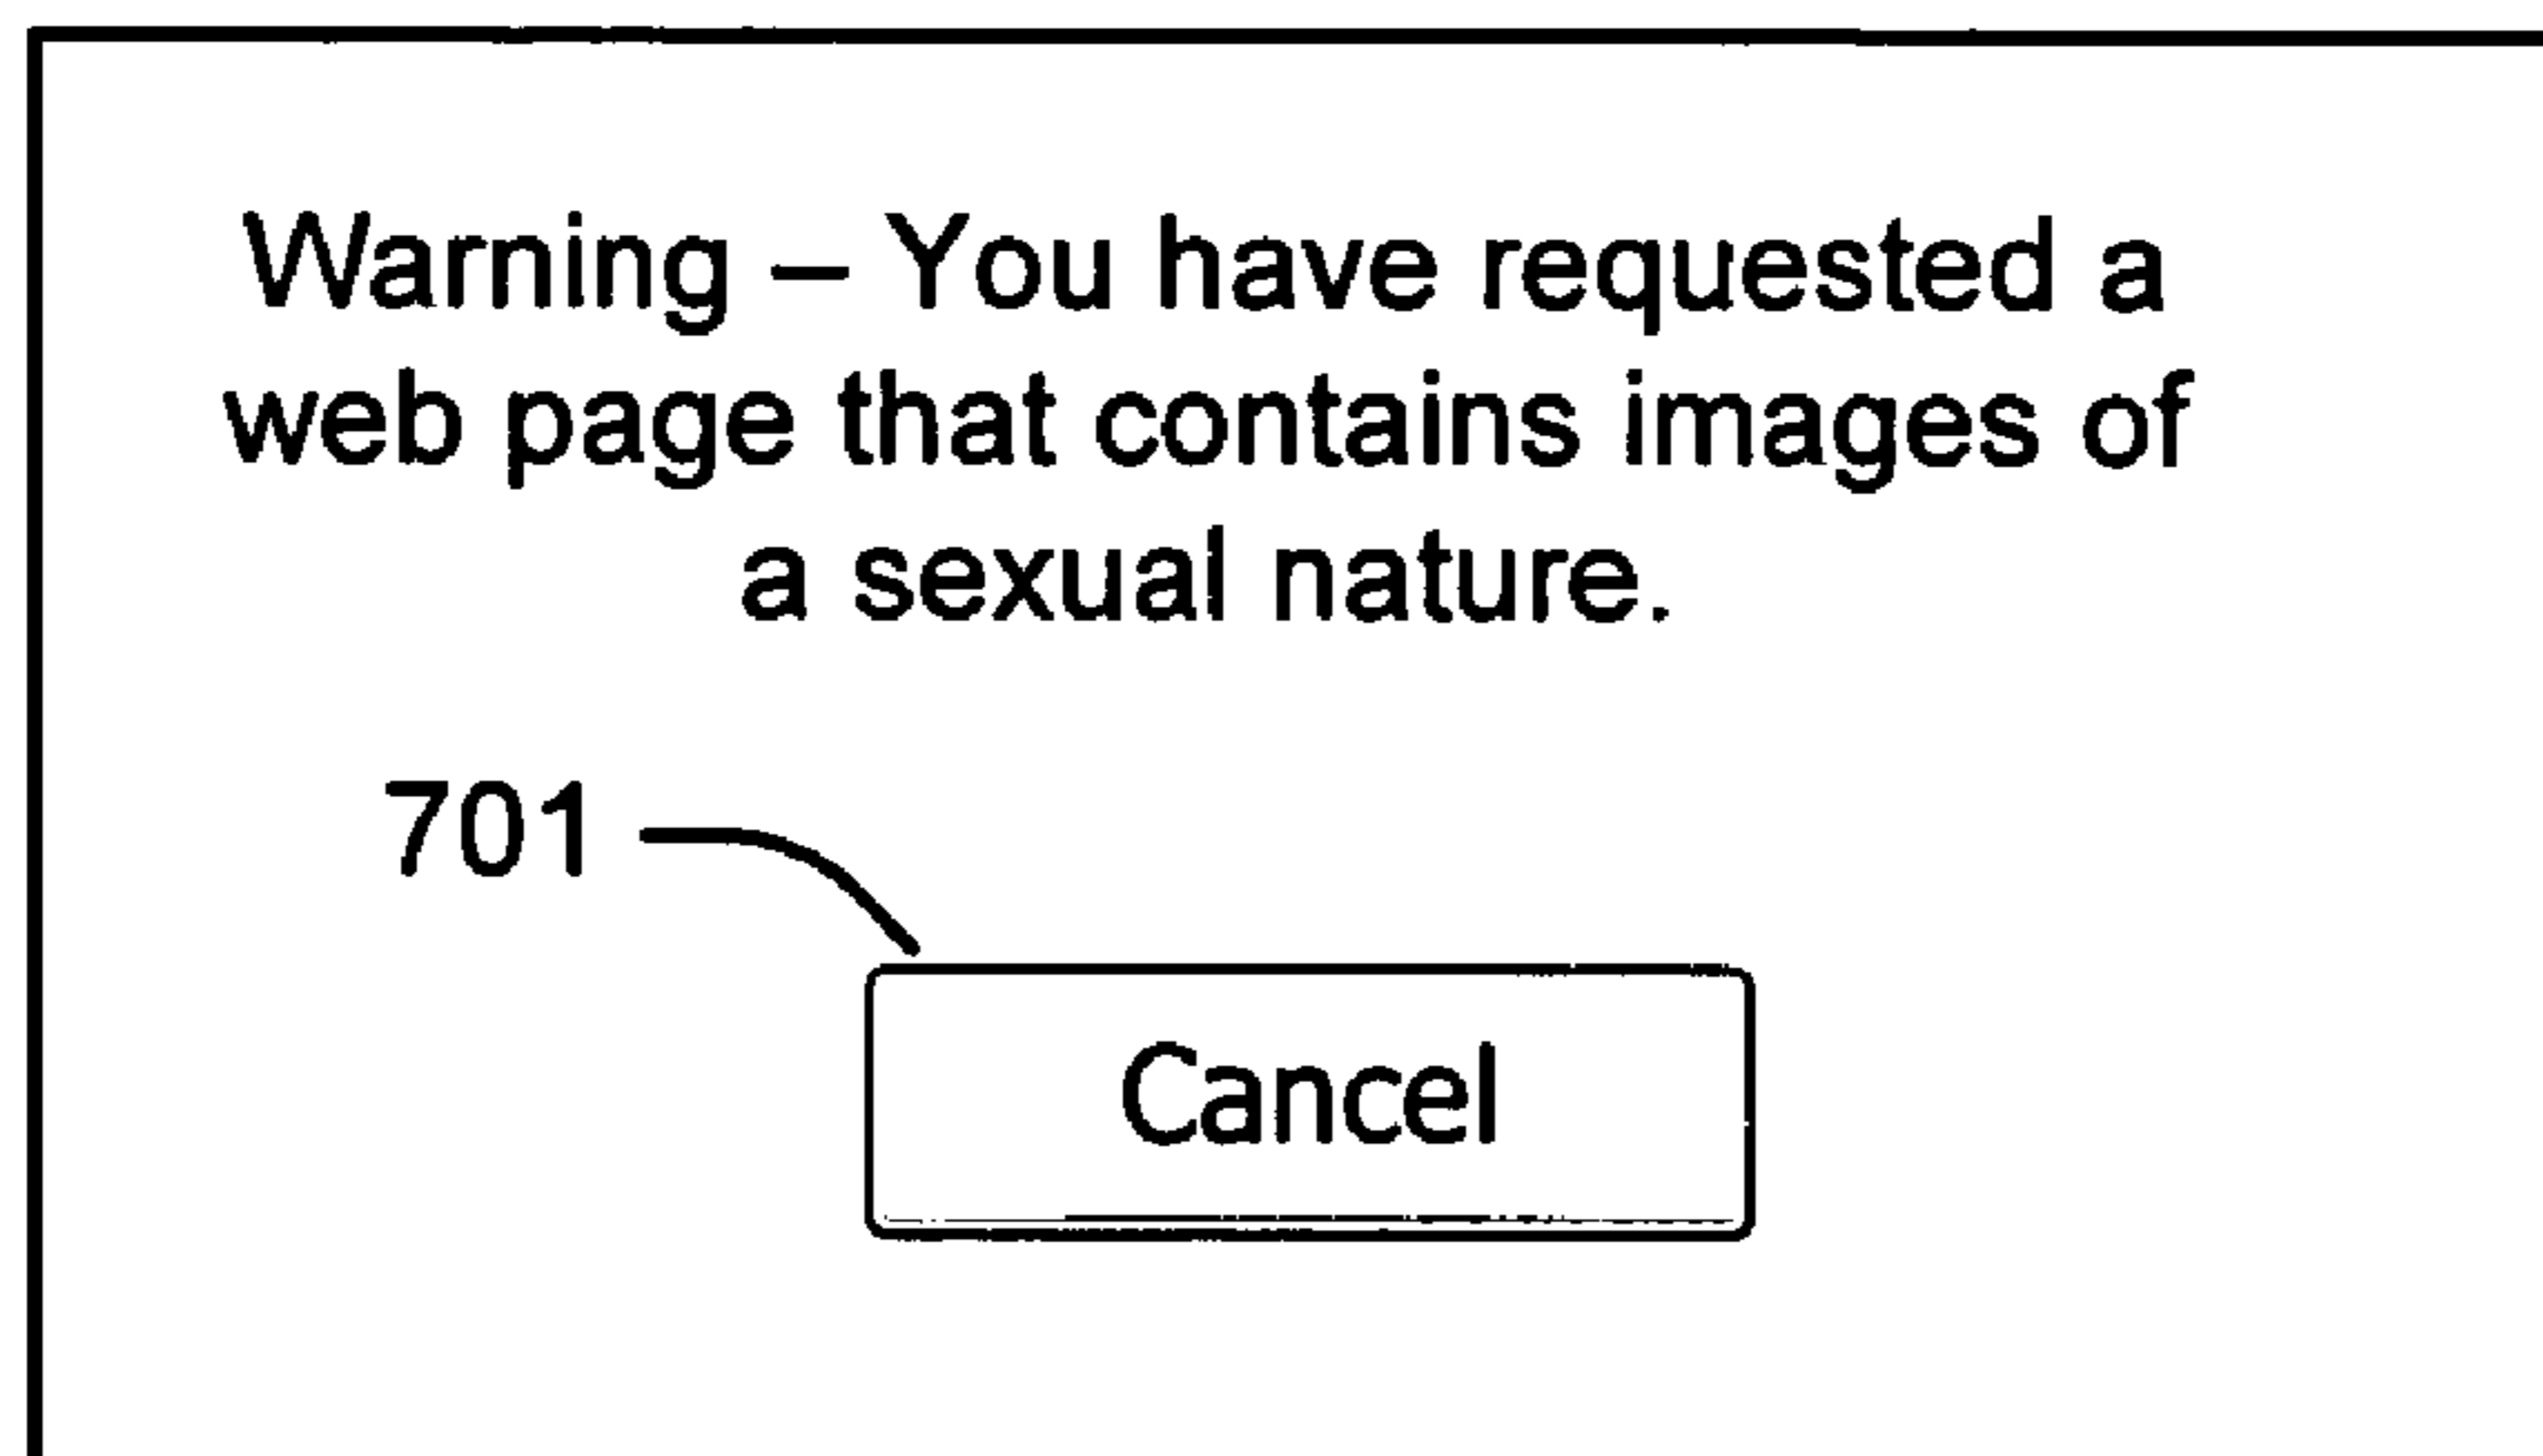 Warning – You have requested a
web page that contains images of
a sexual nature.
701
Cancel